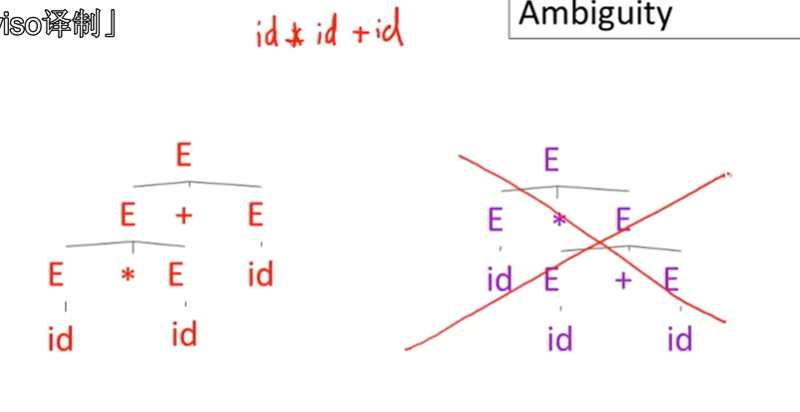 viso译制」
Ambiguity
id * id + id
E
E + E
E * E id
id id
E
E * E
id E + E
id id